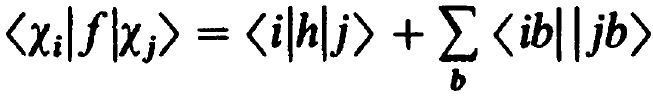 ⟨χᵢ|f|χⱼ⟩ = ⟨i|h|j⟩ + ∑_b ⟨ib||jb⟩